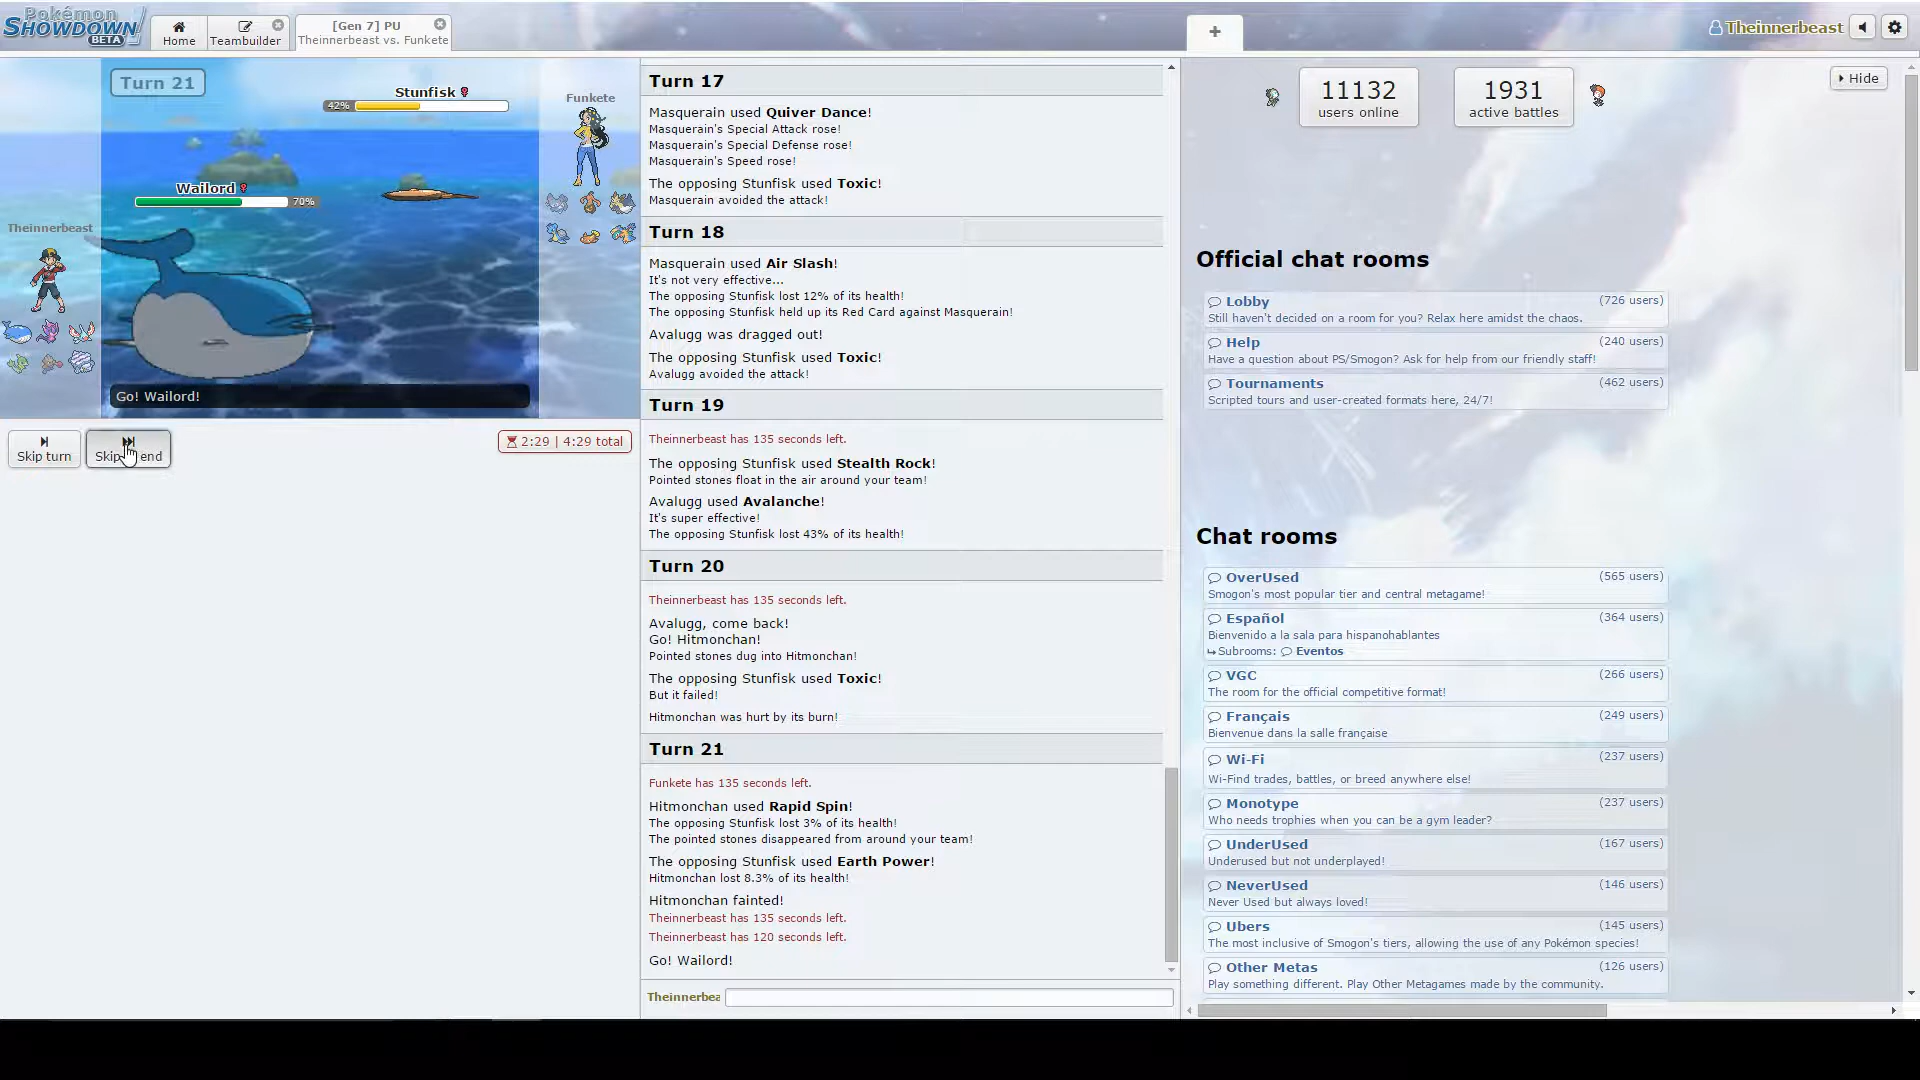 Pokémon
SHOWDOWN!
BETA
Home
Teambuilder
[Gen 7] PU
Theinnerbeast vs. Funkete
+
Theinnerbeast
Turn 21
Stunfisk
42%
Wailord
70%
Theinnerbeast
Funkete
Go! Wailord!
Skip turn
Skip end
2:29 | 4:29 total
Turn 17
Masquerain used Quiver Dance!
Masquerain's Special Attack rose!
Masquerain's Special Defense rose!
Masquerain's Speed rose!
The opposing Stunfisk used Toxic!
Masquerain avoided the attack!
Turn 18
Masquerain used Air Slash!
It's not very effective...
The opposing Stunfisk lost 12% of its health!
The opposing Stunfisk held up its Red Card against Masquerain!
Avalugg was dragged out!
The opposing Stunfisk used Toxic!
Avalugg avoided the attack!
Turn 19
Theinnerbeast has 135 seconds left.
The opposing Stunfisk used Stealth Rock!
Pointed stones float in the air around your team!
Avalugg used Avalanche!
It's super effective!
The opposing Stunfisk lost 43% of its health!
Turn 20
Theinnerbeast has 135 seconds left.
Avalugg, come back!
Go! Hitmonchan!
Pointed stones dug into Hitmonchan!
The opposing Stunfisk used Toxic!
But it failed!
Hitmonchan was hurt by its burn!
Turn 21
Funkete has 135 seconds left.
Hitmonchan used Rapid Spin!
The opposing Stunfisk lost 3% of its health!
The pointed stones disappeared from around your team!
The opposing Stunfisk used Earth Power!
Hitmonchan lost 8.3% of its health!
Hitmonchan fainted!
Theinnerbeast has 135 seconds left.
Theinnerbeast has 120 seconds left.
Go! Wailord!
Theinnerbea
11132
users online
1931
active battles
Hide
Official chat rooms
Lobby (726 users)
Still haven't decided on a room for you? Relax here amidst the chaos.
Help (240 users)
Have a question about PS/Smogon? Ask for help from our friendly staff!
Tournaments (462 users)
Scripted tours and user-created formats here, 24/7!
Chat rooms
OverUsed (565 users)
Smogon's most popular tier and central metagame!
Español (364 users)
Bienvenido a la sala para hispanohablantes
↳Subrooms: Eventos
VGC (266 users)
The room for the official competitive format!
Français (249 users)
Bienvenue dans la salle française
Wi-Fi (237 users)
Wi-Find trades, battles, or breed anywhere else!
Monotype (237 users)
Who needs trophies when you can be a gym leader?
UnderUsed (167 users)
Underused but not underplayed!
NeverUsed (146 users)
Never Used but always loved!
Ubers (145 users)
The most inclusive of Smogon's tiers, allowing the use of any Pokémon species!
Other Metas (126 users)
Play something different. Play Other Metagames made by the community.